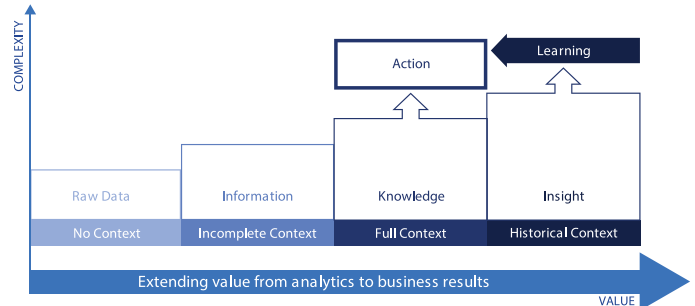 COMPLEXITY
Action
Learning
Raw Data
Information
Knowledge
Insight
No Context
Incomplete Context
Full Context
Historical Context
Extending value from analytics to business results
VALUE